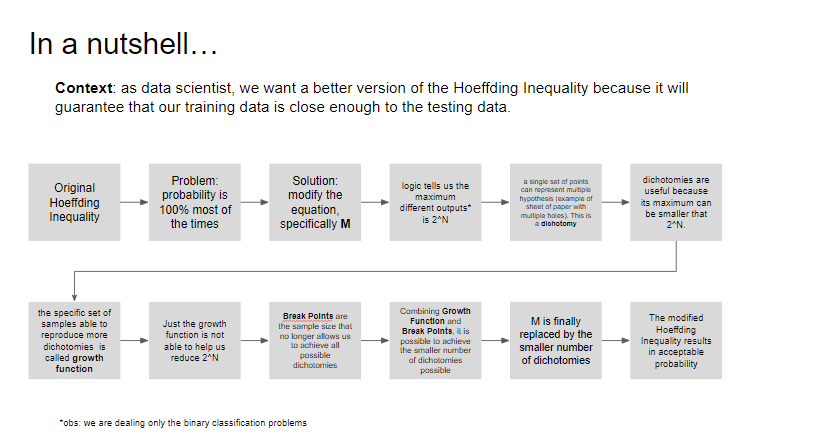 In a nutshell…
Context: as data scientist, we want a better version of the Hoeffding Inequality because it will
guarantee that our training data is close enough to the testing data.
Original
Hoeffding
Inequality
Problem:
probability is
100% most of
the times
Solution:
modify the
equation,
specifically M
logic tells us the
maximum
different outputs*
is 2^N
a single set of points
can represent multiple
hypothesis (example of
sheet of paper with
multiple holes). This is
a dichotomy
dichotomies are
useful because
its maximum can
be smaller that
2^N.
the specific set of
samples able to
reproduce more
dichotomies is
called growth
function
Just the growth
function is not
able to help us
reduce 2^N
Break Points are
the sample size that
no longer allows us
to achieve all
possible
dichotomies
Combining Growth
Function and
Break Points, it is
possible to achieve
the smaller number
of dichotomies
possible
M is finally
replaced by the
smaller number
of dichotomies
The modified
Hoeffding
Inequality results
in acceptable
probability
*obs: we are dealing only the binary classification problems